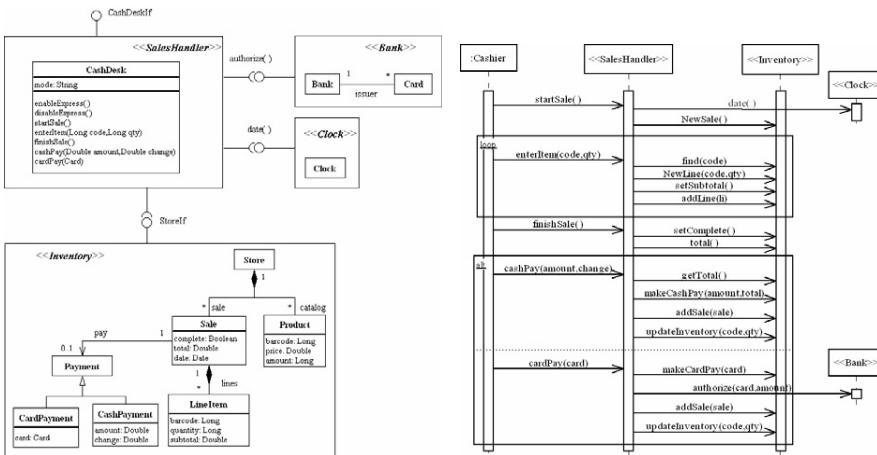 CashDeskIf
<<SalesHandler>>
CashDesk
mode: String
enableExpress()
disableExpress()
startSale()
enterItem(Long code,Long qty)
finishSale()
cashPay(Double amount,Double change)
cardPay(Card)
authorize( )
<<Bank>>
Bank
1
*
Card
issuer
date( )
<<Clock>>
Clock
StoreIf
<<Inventory>>
Store
1
*
sale
*
catalog
Sale
complete: Boolean
total: Double
date: Date
Product
barcode: Long
price: Double
amount: Long
pay
1
0..1
Payment
1
*
lines
CardPayment
card: Card
CashPayment
amount: Double
change: Double
LineItem
barcode: Long
quantity: Long
subtotal: Double
:Cashier
<<SalesHandler>>
<<Inventory>>
<<Clock>>
startSale()
date( )
NewSale()
loop
enterItem(code,qty)
find(code)
NewLine(code,qty)
setSubtotal()
addLine(li)
finishSale()
setComplete()
total()
alt
cashPay(amount,change)
getTotal()
makeCashPay(amount,total)
addSale(sale)
updateInventory(code,qty)
<<Bank>>
cardPay(card)
makeCardPay(card)
authorize(card,amount)
addSale(sale)
updateInventory(code,qty)